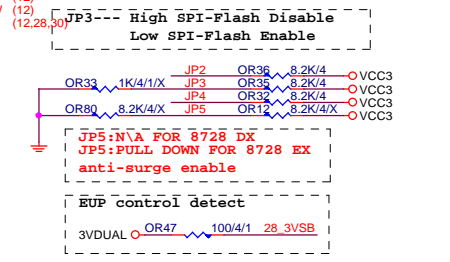 (12)
(12,28,30)
JP3--- High SPI-Flash Disable
Low SPI-Flash Enable
JP2 OR36 8.2K/4 VCC3
OR33 1K/4/1/X JP3 OR35 8.2K/4 VCC3
JP4 OR32 8.2K/4 VCC3
OR80 8.2K/4/X JP5 OR12 8.2K/4/X VCC3
JP5:N\A FOR 8728 DX
JP5:PULL DOWN FOR 8728 EX
anti-surge enable
EUP control detect
3VDUAL OR47 100/4/1 28_3VSB